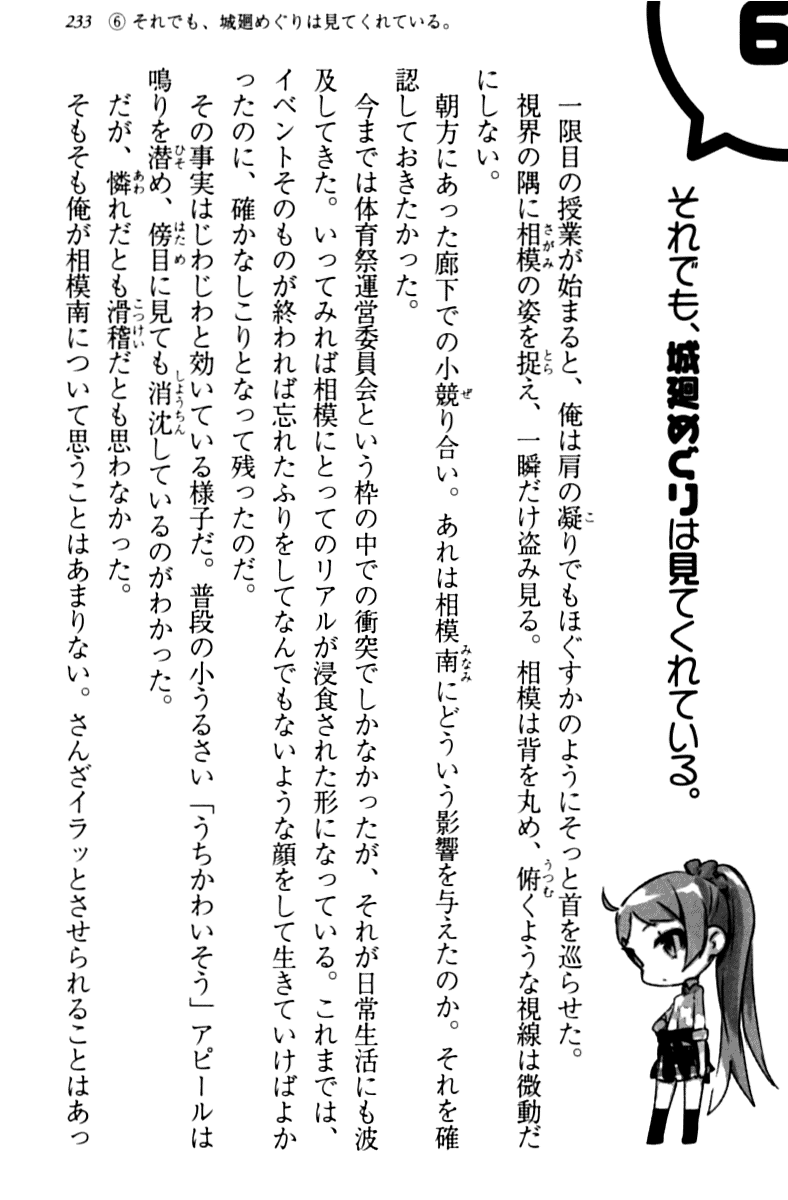 233 ⑥ それでも、城廻めぐりは見てくれている。
6
それでも、城廻めぐりは見てくれている。
一限目の授業が始まると、俺は肩の凝りでもほぐすかのようにそっと首を巡らせた。
視界の隅に相模の姿を捉え、一瞬だけ盗み見る。相模は背を丸め、俯くような視線は微動だ
にしない。
朝方にあった廊下での小競り合い。あれは相模南にどういう影響を与えたのか。それを確
認しておきたかった。
今までは体育祭運営委員会という枠の中での衝突でしかなかったが、それが日常生活にも波
及してきた。いってみれば相模にとってのリアルが浸食された形になっている。これまでは、
イベントそのものが終われば忘れたふりをしてなんでもないような顔をして生きていけばよか
ったのに、確かなしこりとなって残ったのだ。
その事実はじわじわと効いている様子だ。普段の小うるさい「うちかわいそう」アピールは
鳴りを潜め、傍目に見ても消沈しているのがわかった。
だが、憐れだとも滑稽だとも思わなかった。
そもそも俺が相模南について思うことはあまりない。さんざイラッとさせられることはあっ